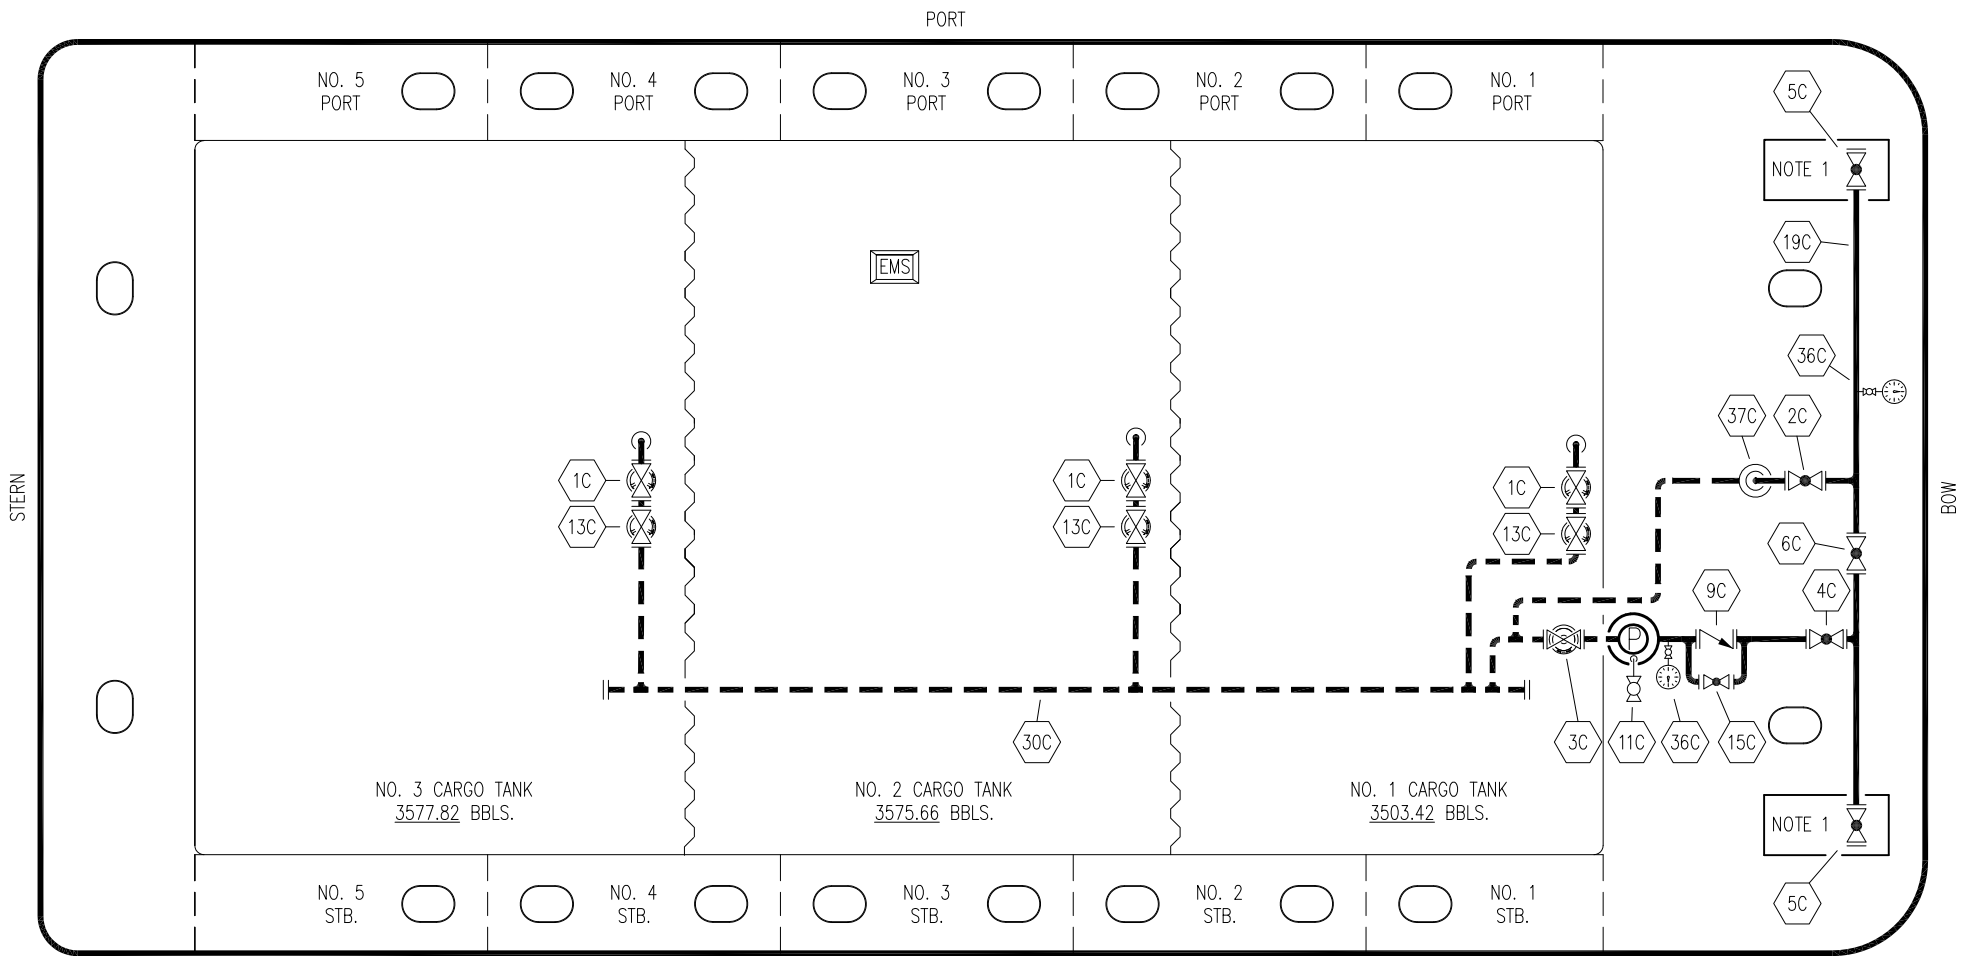 PORT
NO. 5
PORT
NO. 4
PORT
NO. 3
PORT
NO. 2
PORT
NO. 1
PORT
5C
NOTE 1
19C
EMS
36C
37C
2C
1C
1C
1C
13C
13C
13C
6C
9C
4C
P
STERN
BOW
30C
3C
11C
36C
15C
NO. 3 CARGO TANK
3577.82 BBLS.
NO. 2 CARGO TANK
3575.66 BBLS.
NO. 1 CARGO TANK
3503.42 BBLS.
NOTE 1
5C
NO. 5
STB.
NO. 4
STB.
NO. 3
STB.
NO. 2
STB.
NO. 1
STB.